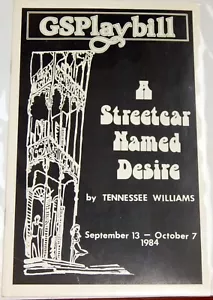 GSPlaybill
A
Streetcar
Named
Desire
by TENNESSEE WILLIAMS
September 13 — October 7
1984